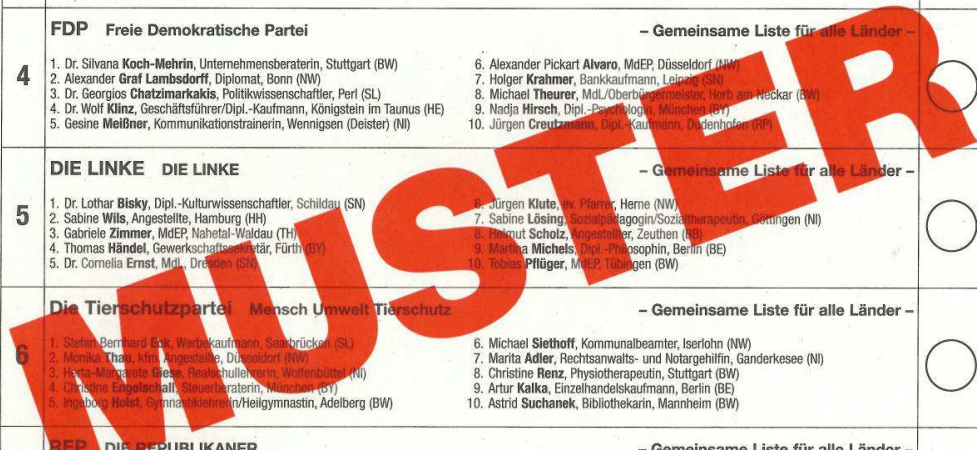 FDP Freie Demokratische Partei – Gemeinsame Liste für alle Länder –
4
1. Dr. Silvana Koch-Mehrin, Unternehmensberaterin, Stuttgart (BW)
2. Alexander Graf Lambsdorff, Diplomat, Bonn (NW)
3. Dr. Georgios Chatzimarkakis, Politikwissenschaftler, Perl (SL)
4. Dr. Wolf Klinz, Geschäftsführer/Dipl.-Kaufmann, Königstein im Taunus (HE)
5. Gesine Meißner, Kommunikationstrainerin, Wennigsen (Deister) (NI)
6. Alexander Pickart Alvaro, MdEP, Düsseldorf (NW)
7. Holger Krahmer, Bankkaufmann, Leipzig (SN)
8. Michael Theurer, MdL/Oberbürgermeister, Horb am Neckar (BW)
9. Nadja Hirsch, Dipl.-Psychologin, München (BY)
10. Jürgen Creutzmann, Dipl.-Kaufmann, Dudenhofen (RP)
DIE LINKE DIE LINKE – Gemeinsame Liste für alle Länder –
5
1. Dr. Lothar Bisky, Dipl.-Kulturwissenschaftler, Schildau (SN)
2. Sabine Wils, Angestellte, Hamburg (HH)
3. Gabriele Zimmer, MdEP, Nahetal-Waldau (TH)
4. Thomas Händel, Gewerkschaftssekretär, Fürth (BY)
5. Dr. Cornelia Ernst, MdL, Dresden (SN)
6. Jürgen Klute, ev. Pfarrer, Herne (NW)
7. Sabine Lösing, Sozialpädagogin/Sozialtherapeutin, Göttingen (NI)
8. Helmut Scholz, Angestellter, Zeuthen (BB)
9. Martina Michels, Dipl.-Philosophin, Berlin (BE)
10. Tobias Pflüger, MdEP, Tübingen (BW)
Die Tierschutzpartei Mensch Umwelt Tierschutz – Gemeinsame Liste für alle Länder –
6
1. Stefan Bernhard Eck, Werbekaufmann, Saarbrücken (SL)
2. Monika Thau, kfm. Angestellte, Düsseldorf (NW)
3. Herta-Margarete Giese, Realschullehrerin, Wolfenbüttel (NI)
4. Christine Engelschall, Steuerberaterin, München (BY)
5. Ingeborg Holst, Gymnastiklehrerin/Heilgymnastin, Adelberg (BW)
6. Michael Siethoff, Kommunalbeamter, Iserlohn (NW)
7. Marita Adler, Rechtsanwalts- und Notargehilfin, Ganderkesee (NI)
8. Christine Renz, Physiotherapeutin, Stuttgart (BW)
9. Artur Kalka, Einzelhandelskaufmann, Berlin (BE)
10. Astrid Suchanek, Bibliothekarin, Mannheim (BW)
REP DIE REPUBLIKANER – Gemeinsame Liste für alle Länder –
MUSTER